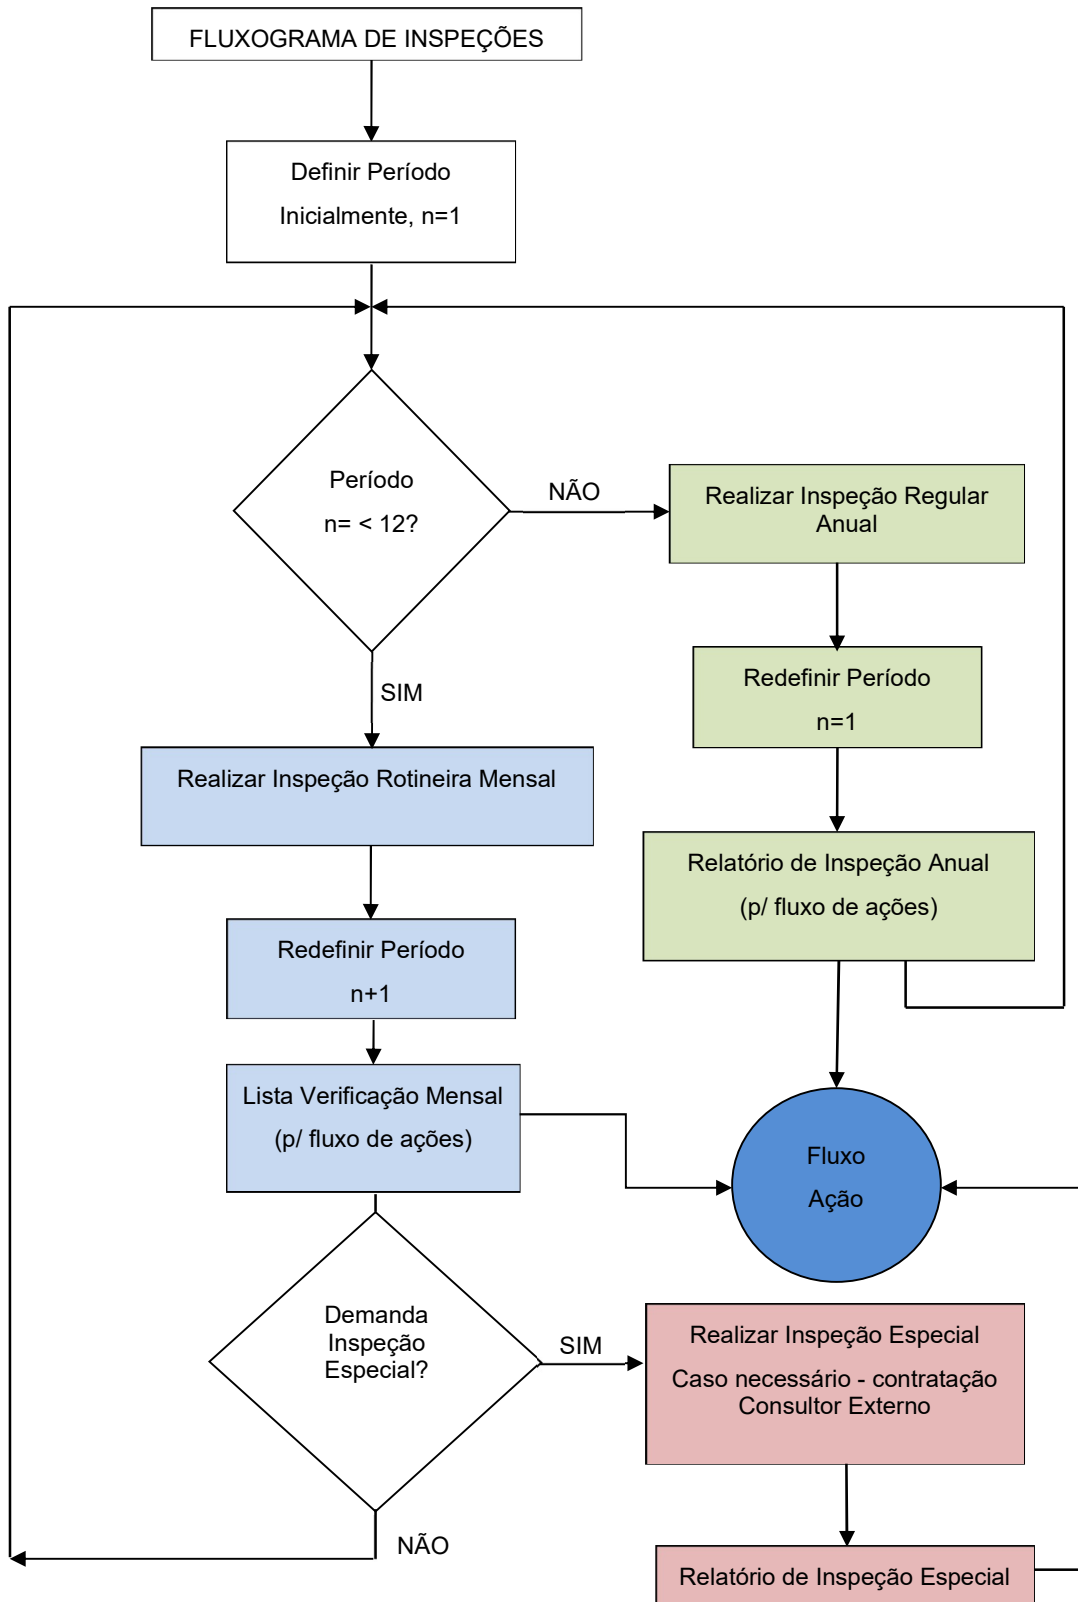 FLUXOGRAMA DE INSPEÇÕES
Definir Período
Inicialmente, n=1
Período
n= < 12?
NÃO
Realizar Inspeção Regular
Anual
SIM
Redefinir Período
n=1
Realizar Inspeção Rotineira Mensal
Relatório de Inspeção Anual
(p/ fluxo de ações)
Redefinir Período
n+1
Lista Verificação Mensal
(p/ fluxo de ações)
Fluxo
Ação
Demanda
Inspeção
Especial?
SIM
Realizar Inspeção Especial
Caso necessário - contratação
Consultor Externo
NÃO
Relatório de Inspeção Especial